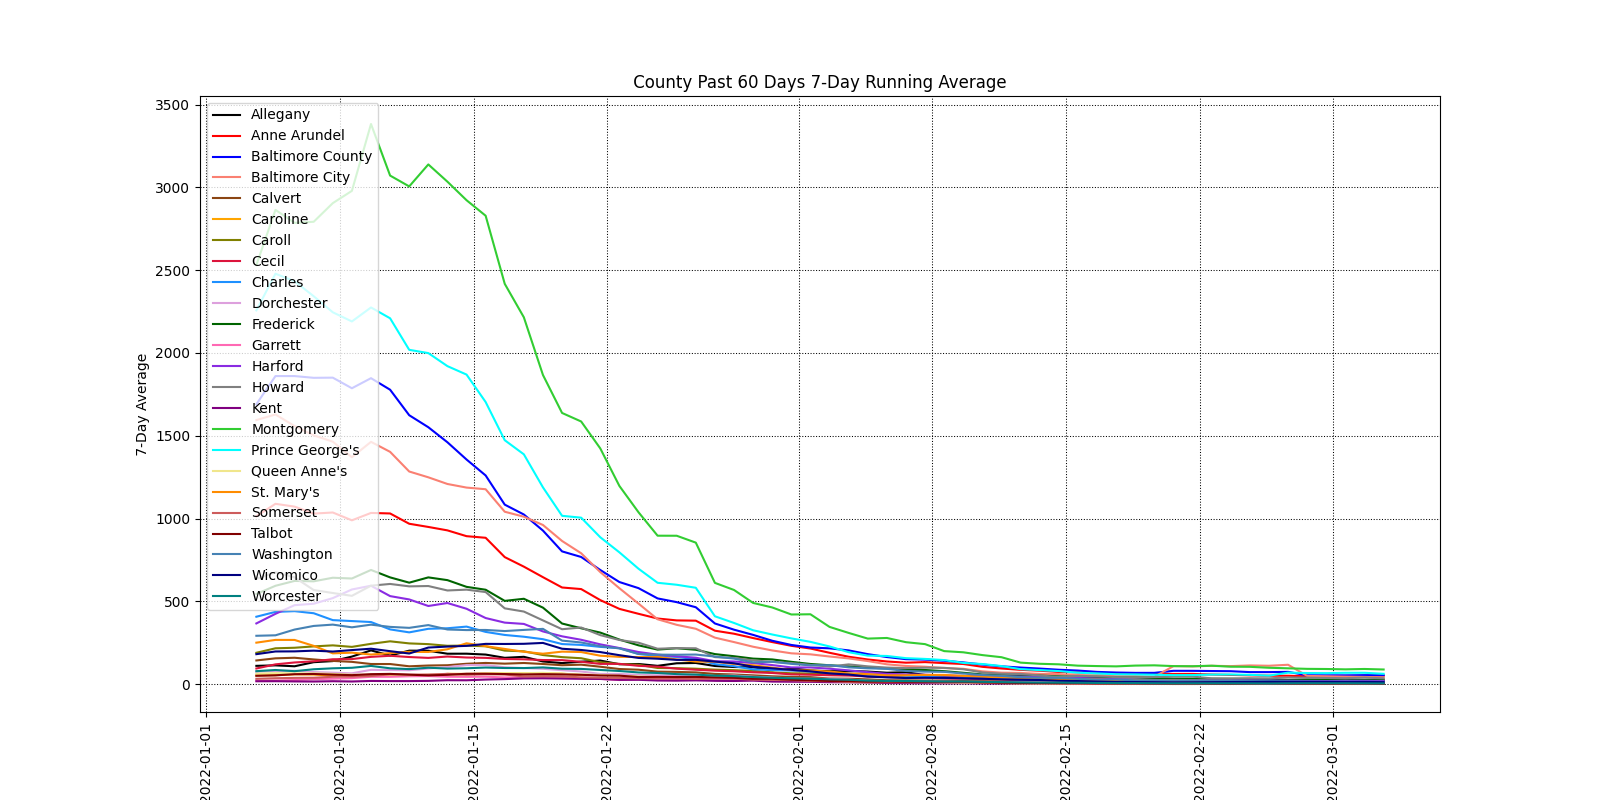 County Past 60 Days 7-Day Running Average
7-Day Average
3500
3000
2500
2000
1500
1000
500
0
Allegany
Anne Arundel
Baltimore County
Baltimore City
Calvert
Caroline
Caroll
Cecil
Charles
Dorchester
Frederick
Garrett
Harford
Howard
Kent
Montgomery
Prince George's
Queen Anne's
St. Mary's
Somerset
Talbot
Washington
Wicomico
Worcester
2022-01-01
2022-01-08
2022-01-15
2022-01-22
2022-02-01
2022-02-08
2022-02-15
2022-02-22
2022-03-01